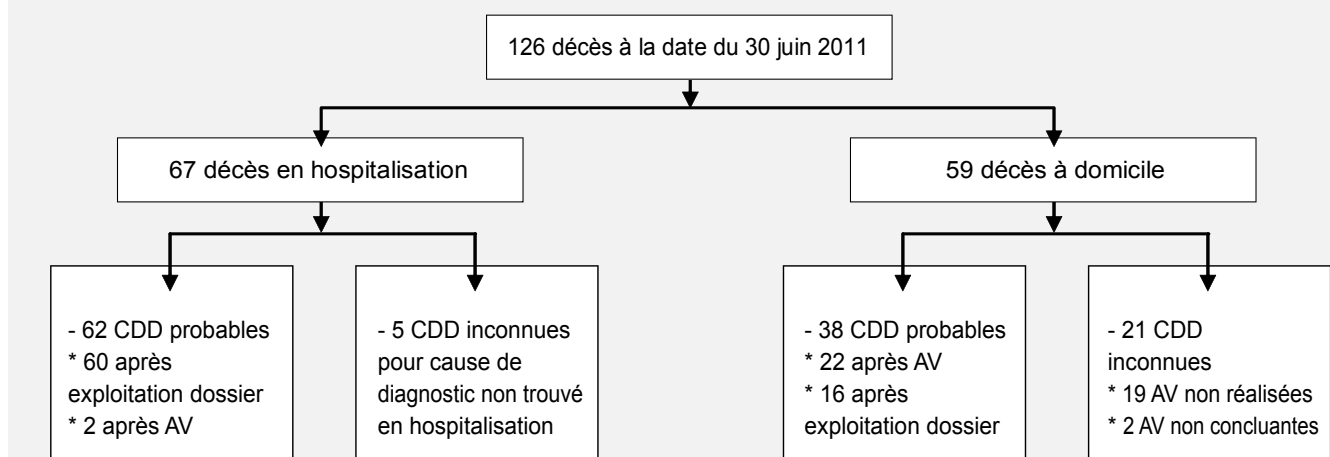 126 décès à la date du 30 juin 2011
67 décès en hospitalisation
59 décès à domicile
- 62 CDD probables
* 60 après
exploitation dossier
* 2 après AV
- 5 CDD inconnues
pour cause de
diagnostic non trouvé
en hospitalisation
- 38 CDD probables
* 22 après AV
* 16 après
exploitation dossier
- 21 CDD
inconnues
* 19 AV non réalisées
* 2 AV non concluantes